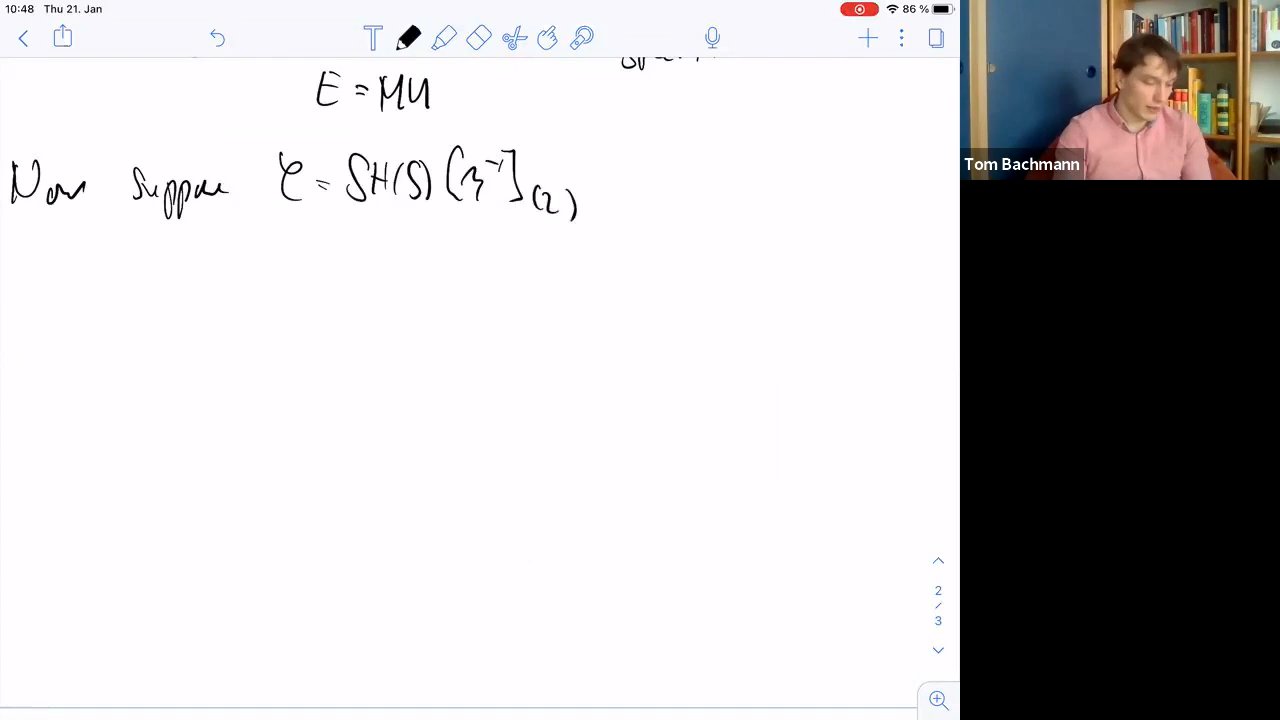 10:48 Thu 21. Jan 86 %
E = MU
Tom Bachmann
Now suppose 𝒞 = SH(S)[η⁻¹]₍₂₎
2
3